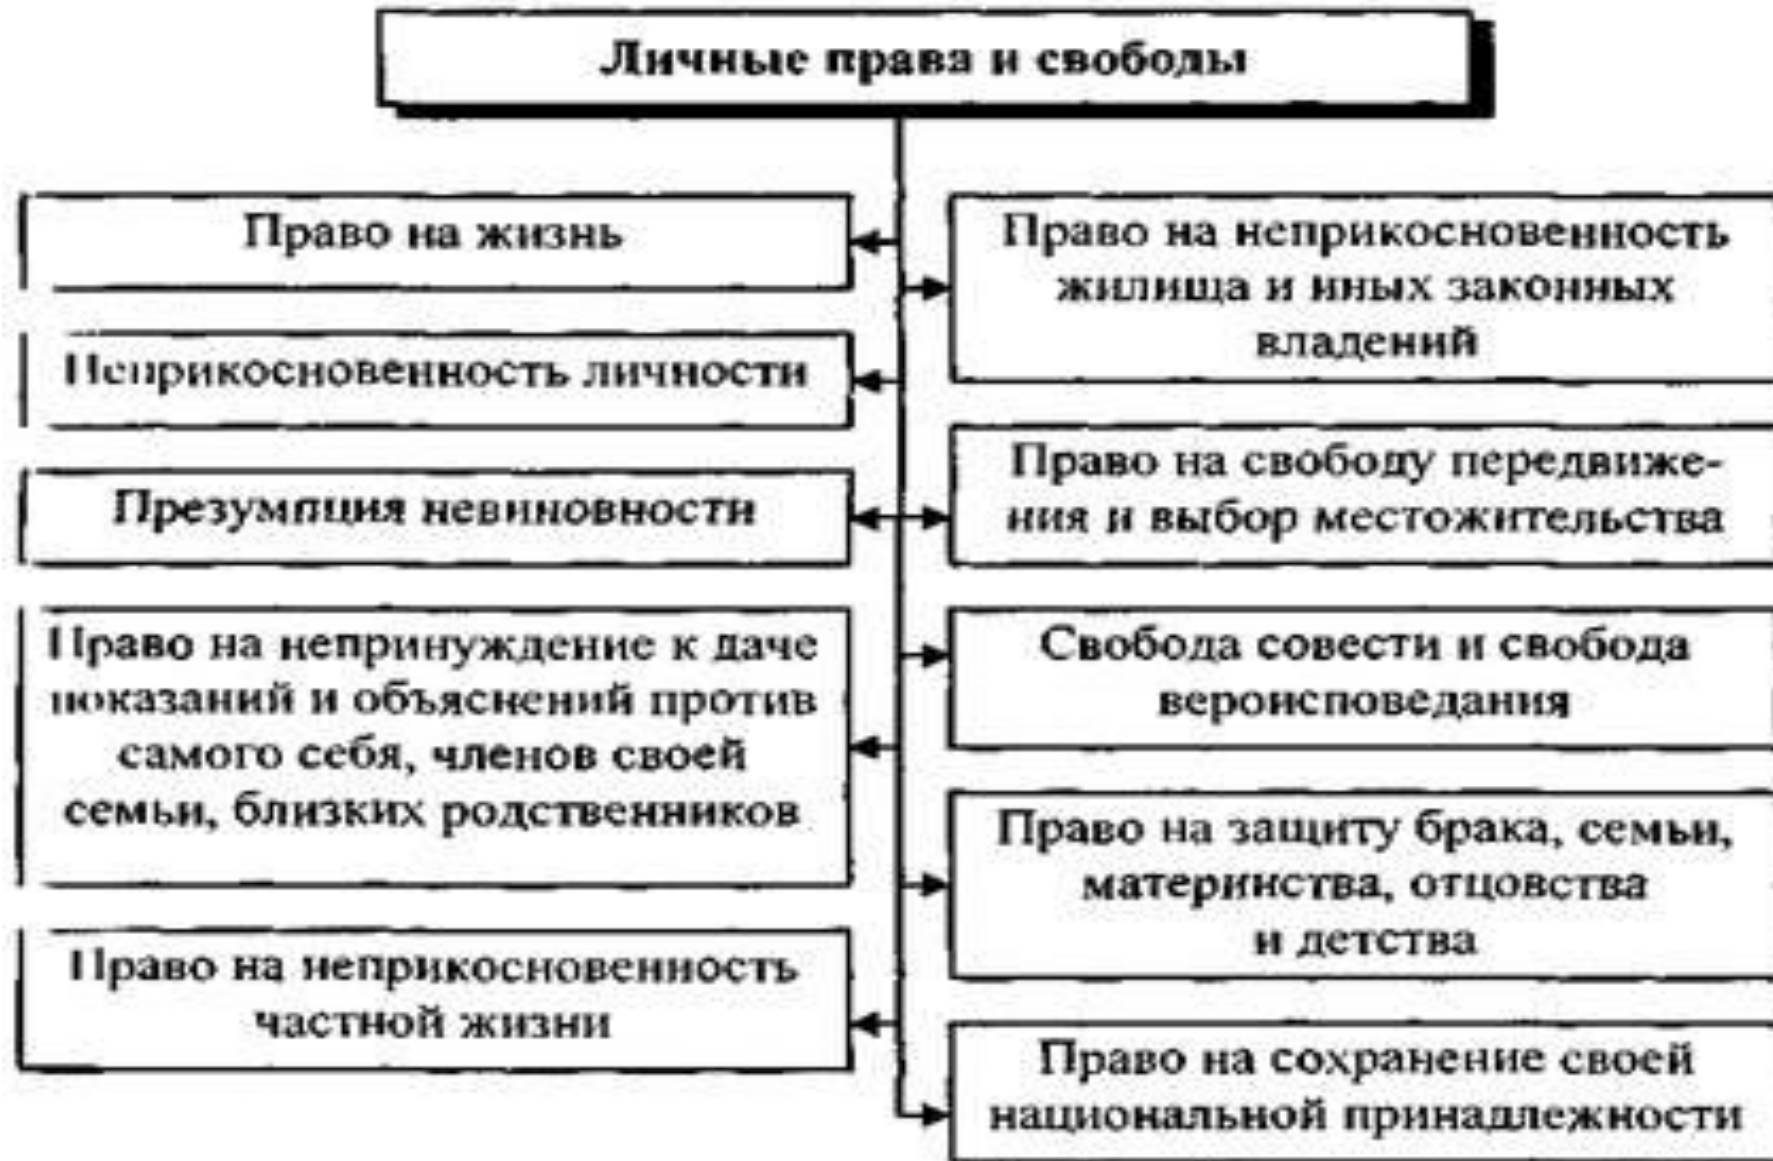 Личные права и свободы
Право на жизнь
Неприкосновенность личности
Презумпция невиновности
Право на непринуждение к даче
показаний и объяснений против
самого себя, членов своей
семьи, близких родственников
Право на неприкосновенность
частной жизни
Право на неприкосновенность
жилища и иных законных
владений
Право на свободу передвиже-
ния и выбор местожительства
Свобода совести и свобода
вероисповедания
Право на защиту брака, семьи,
материнства, отцовства
и детства
Право на сохранение своей
национальной принадлежности